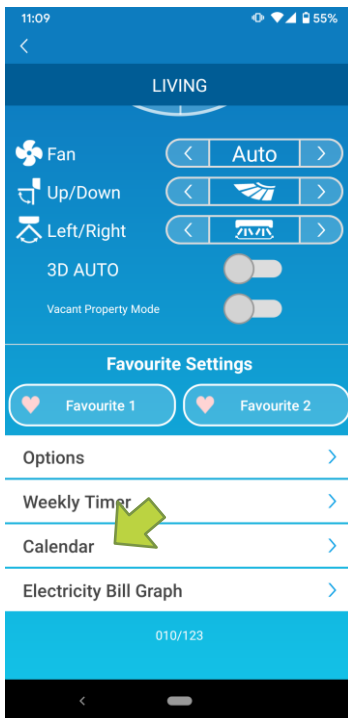 11:09 55%
LIVING
Fan Auto
Up/Down
Left/Right
3D AUTO
Vacant Property Mode
Favourite Settings
Favourite 1 Favourite 2
Options
Weekly Timer
Calendar
Electricity Bill Graph
010/123